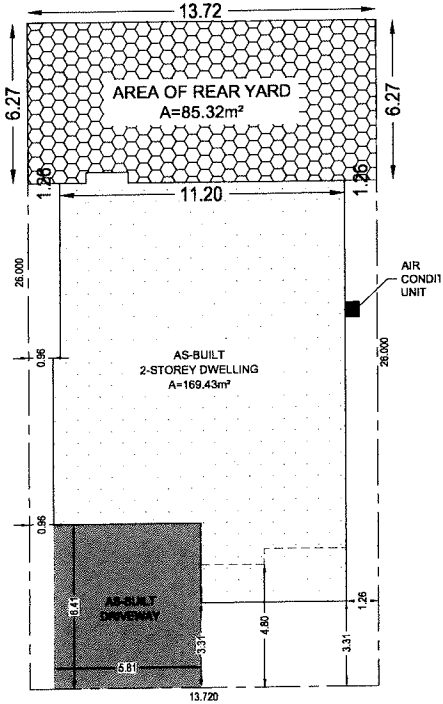 13.72
6.27
AREA OF REAR YARD
A=85.32m²
6.27
1.26
11.20
1.26
26.000
AIR
CONDIT
UNIT
0.96
AS-BUILT
2-STOREY DWELLING
A=169.43m²
26.000
0.96
6.41
AS-BUILT
DRIVEWAY
5.81
3.31
4.80
3.31
1.26
13.720